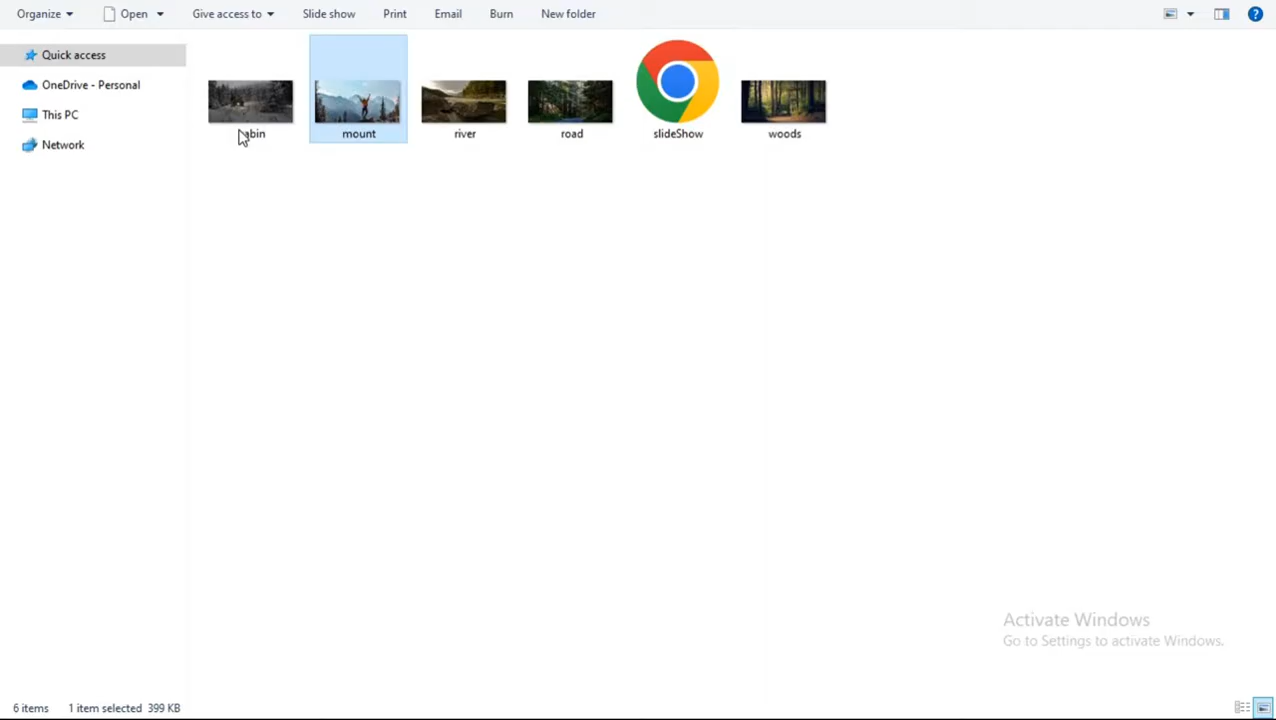 Organize Open Give access to Slide show Print Email Burn New folder
Quick access
OneDrive - Personal
This PC
Network
mount river road slideShow woods
Activate Windows
Go to Settings to activate Windows.
6 items 1 item selected 399 KB